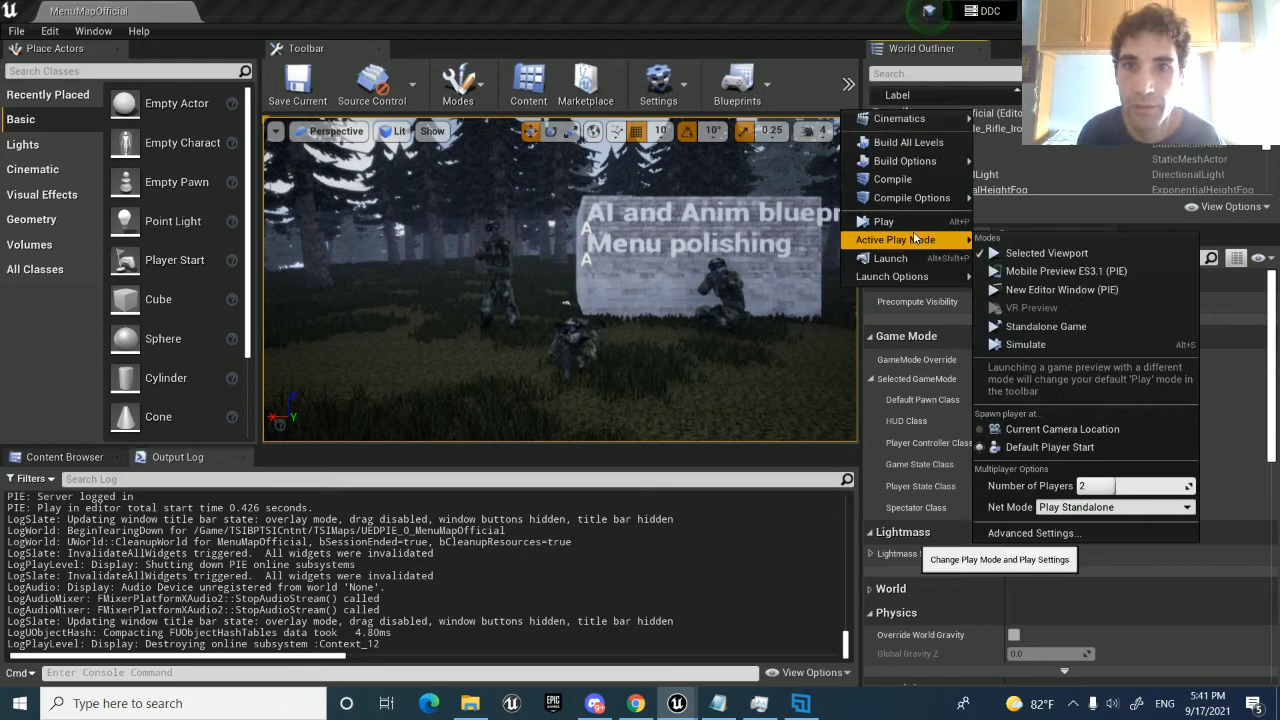 MenuMapOfficial
DDC
File Edit Window Help
Place Actors
Search Classes
Recently Placed
Basic
Lights
Cinematic
Visual Effects
Geometry
Volumes
All Classes
Empty Actor
Empty Charact
Empty Pawn
Point Light
Player Start
Cube
Sphere
Cylinder
Cone
Toolbar
Save Current
Source Control
Modes
Content
Marketplace
Settings
Blueprints
Perspective
Lit
Show
10
10°
0.25
4
AI and Anim bluepr
A
Menu polishing
A
X
Z
Y
World Outliner
Search...
Label
icial (Editor
_Rifle_Iro
StaticMeshActor
DirectionalLight
ExponentialHeightFog
View Options
Cinematics
Build All Levels
Build Options
Compile
Compile Options
Play Alt+P
Active Play Mode
Launch Alt+Shift+P
Launch Options
Modes
Selected Viewport
Mobile Preview ES3.1 (PIE)
New Editor Window (PIE)
VR Preview
Standalone Game
Simulate Alt+S
Launching a game preview with a different
mode will change your default 'Play' mode in
the toolbar
Spawn player at...
Current Camera Location
Default Player Start
Multiplayer Options
Number of Players 2
Net Mode Play Standalone
Advanced Settings...
Change Play Mode and Play Settings
Precompute Visibility
Game Mode
GameMode Override
Selected GameMode
Default Pawn Class
HUD Class
Player Controller Class
Game State Class
Player State Class
Spectator Class
Lightmass
Lightmass S
World
Physics
Override World Gravity
Global Gravity Z 0.0
Content Browser
Output Log
Filters
Search Log
PIE: Server logged in
PIE: Play in editor total start time 0.426 seconds.
LogSlate: Updating window title bar state: overlay mode, drag disabled, window buttons hidden, title bar hidden
LogWorld: BeginTearingDown for /Game/TSIBPTSICntnt/TSIMaps/UEDPIE_0_MenuMapOfficial
LogWorld: UWorld::CleanupWorld for MenuMapOfficial, bSessionEnded=true, bCleanupResources=true
LogSlate: InvalidateAllWidgets triggered.  All widgets were invalidated
LogPlayLevel: Display: Shutting down PIE online subsystems
LogSlate: InvalidateAllWidgets triggered.  All widgets were invalidated
LogAudio: Display: Audio Device unregistered from world 'None'.
LogAudioMixer: FMixerPlatformXAudio2::StopAudioStream() called
LogAudioMixer: FMixerPlatformXAudio2::StopAudioStream() called
LogSlate: Updating window title bar state: overlay mode, drag disabled, window buttons hidden, title bar hidden
LogUObjectHash: Compacting FUObjectHashTables data took   4.80ms
LogPlayLevel: Display: Destroying online subsystem :Context_12
Cmd
Enter Console Command
View Options
Type here to search
EPIC GAMES
82°F
5:41 PM
9/17/2021
5